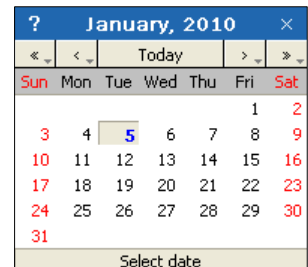 ? January, 2010 ×
« ‹ Today › »
Sun Mon Tue Wed Thu Fri Sat
1 2
3 4 5 6 7 8 9
10 11 12 13 14 15 16
17 18 19 20 21 22 23
24 25 26 27 28 29 30
31
Select date